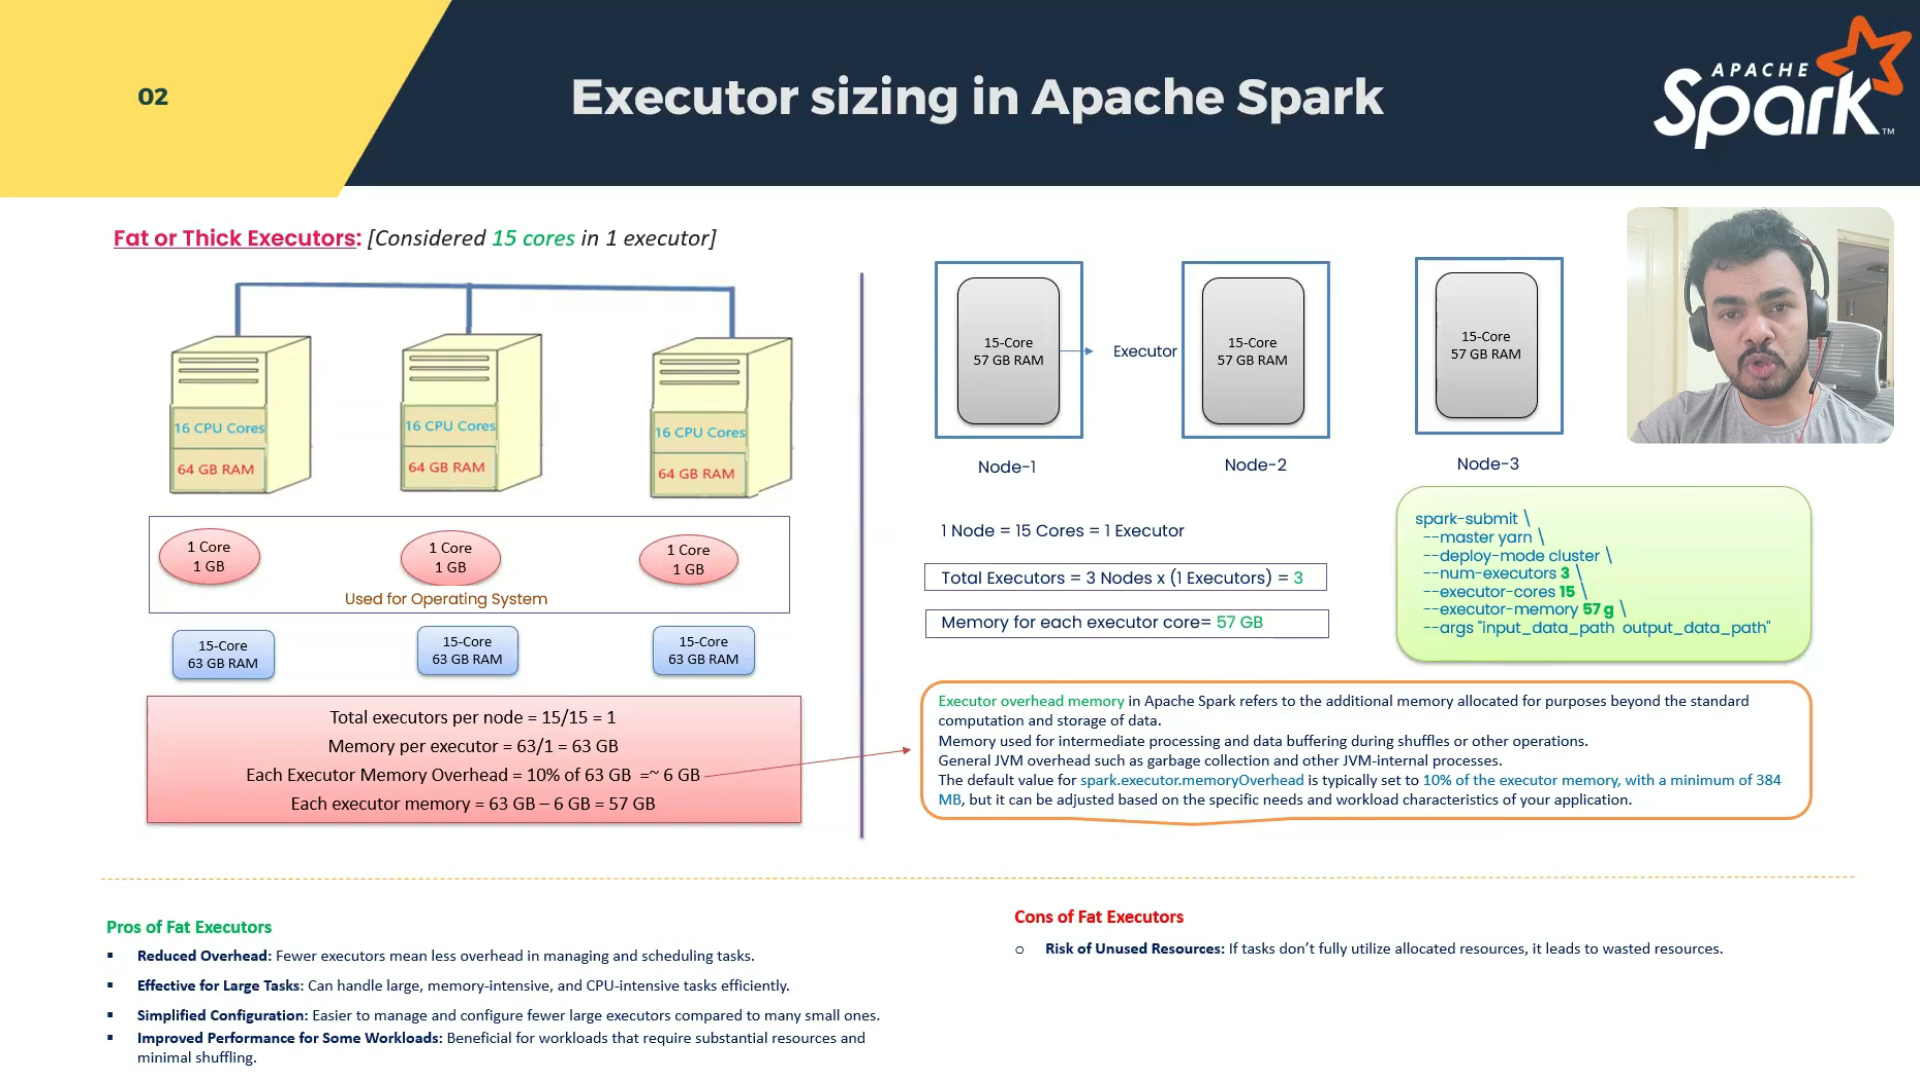 02
Executor sizing in Apache Spark
APACHE
Spark™
Fat or Thick Executors: [Considered 15 cores in 1 executor]
16 CPU Cores
64 GB RAM
16 CPU Cores
64 GB RAM
16 CPU Cores
64 GB RAM
1 Core
1 GB
1 Core
1 GB
1 Core
1 GB
Used for Operating System
15-Core
63 GB RAM
15-Core
63 GB RAM
15-Core
63 GB RAM
Total executors per node = 15/15 = 1
Memory per executor = 63/1 = 63 GB
Each Executor Memory Overhead = 10% of 63 GB =~ 6 GB
Each executor memory = 63 GB – 6 GB = 57 GB
15-Core
57 GB RAM
Executor
15-Core
57 GB RAM
15-Core
57 GB RAM
Node-1
Node-2
Node-3
1 Node = 15 Cores = 1 Executor
Total Executors = 3 Nodes x (1 Executors) = 3
Memory for each executor core= 57 GB
spark-submit \
--master yarn \
--deploy-mode cluster \
--num-executors 3 \
--executor-cores 15 \
--executor-memory 57 g \
--args "input_data_path output_data_path"
Executor overhead memory in Apache Spark refers to the additional memory allocated for purposes beyond the standard
computation and storage of data.
Memory used for intermediate processing and data buffering during shuffles or other operations.
General JVM overhead such as garbage collection and other JVM-internal processes.
The default value for spark.executor.memoryOverhead is typically set to 10% of the executor memory, with a minimum of 384
MB, but it can be adjusted based on the specific needs and workload characteristics of your application.
Pros of Fat Executors
▪ Reduced Overhead: Fewer executors mean less overhead in managing and scheduling tasks.
▪ Effective for Large Tasks: Can handle large, memory-intensive, and CPU-intensive tasks efficiently.
▪ Simplified Configuration: Easier to manage and configure fewer large executors compared to many small ones.
▪ Improved Performance for Some Workloads: Beneficial for workloads that require substantial resources and
minimal shuffling.
Cons of Fat Executors
o Risk of Unused Resources: If tasks don't fully utilize allocated resources, it leads to wasted resources.